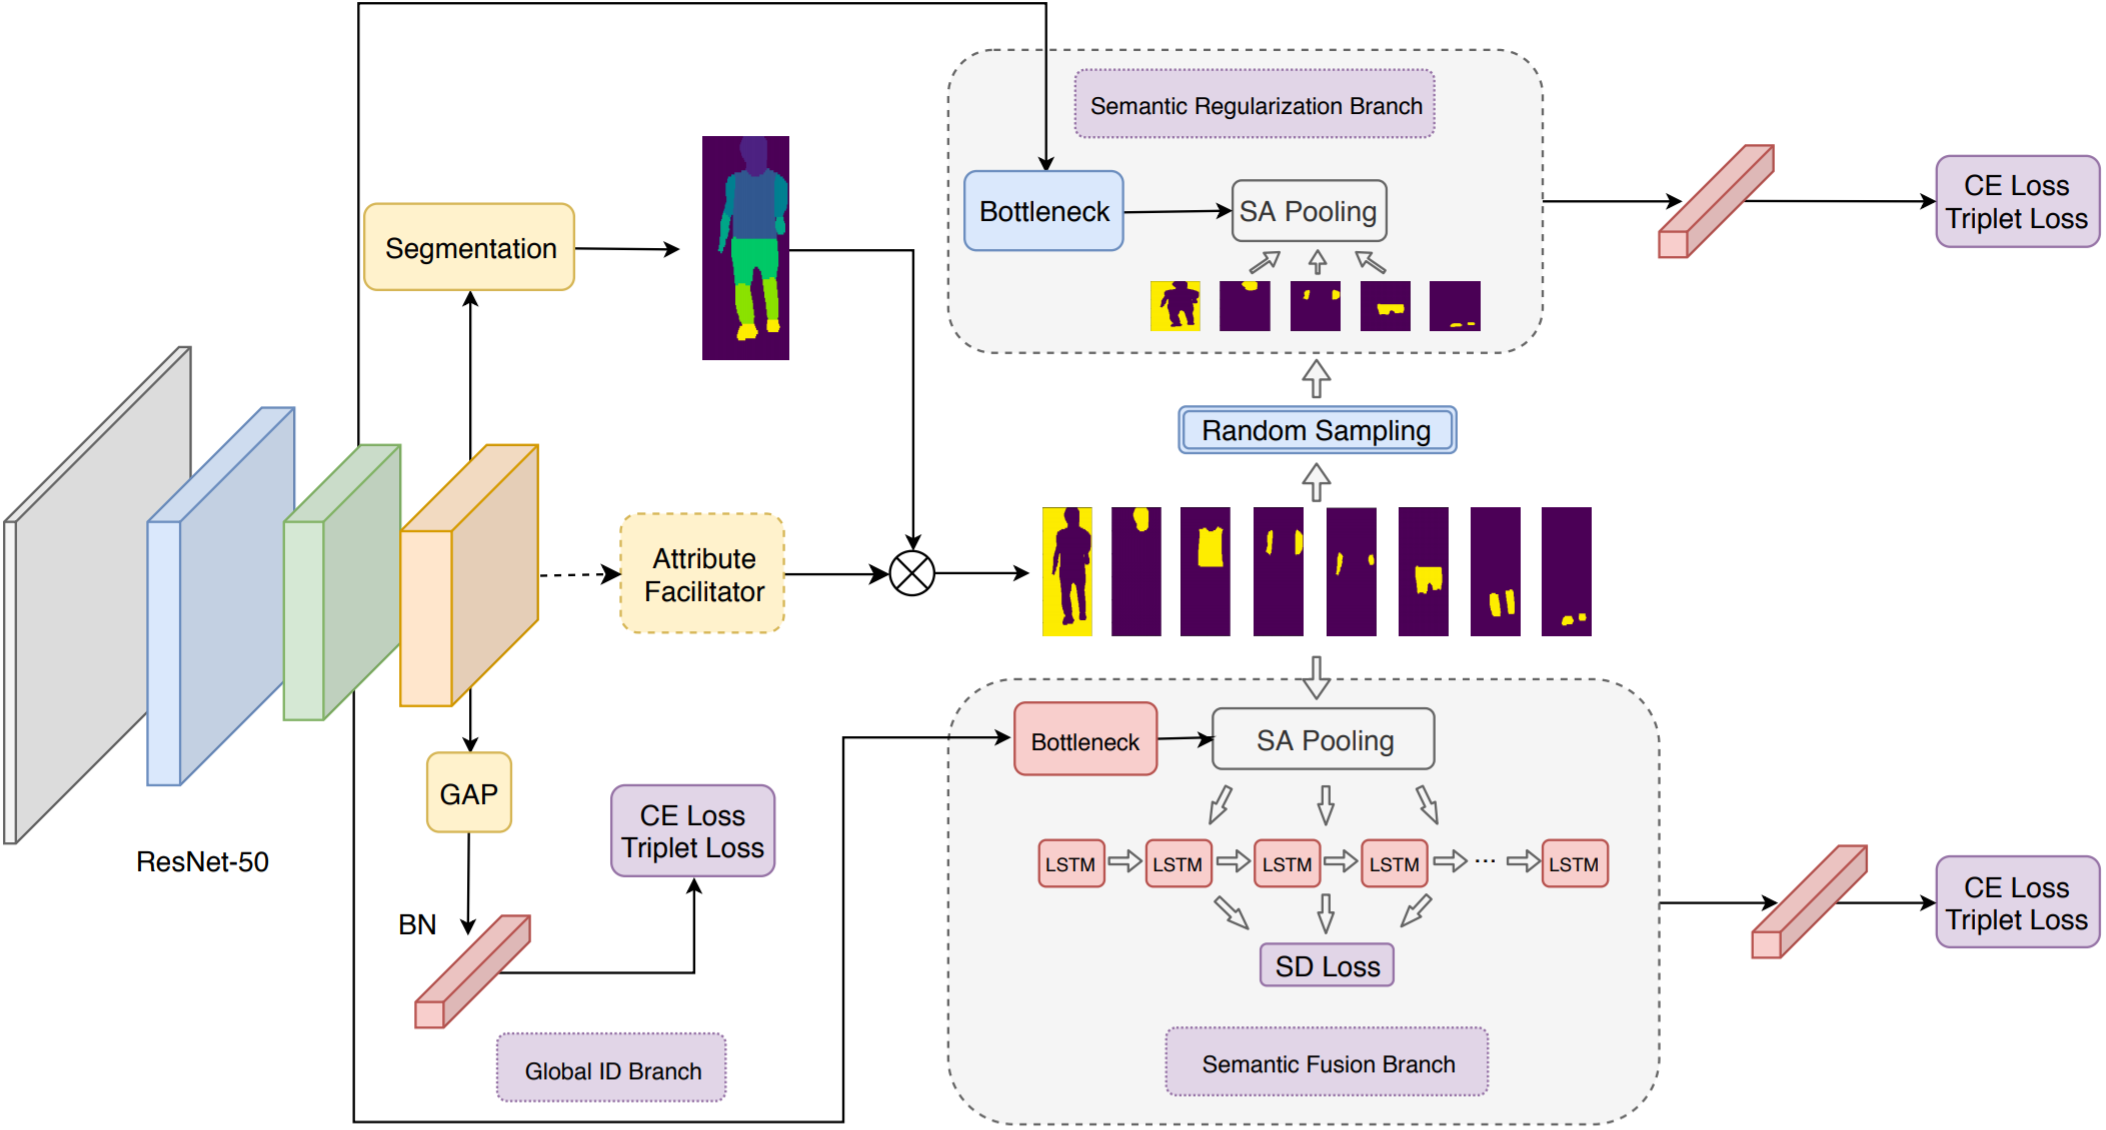 Semantic Regularization Branch
Bottleneck
SA Pooling
CE Loss
Triplet Loss
Segmentation
Random Sampling
Attribute
Facilitator
ResNet-50
GAP
BN
CE Loss
Triplet Loss
Global ID Branch
Bottleneck
SA Pooling
LSTM
LSTM
LSTM
LSTM
...
LSTM
SD Loss
Semantic Fusion Branch
CE Loss
Triplet Loss